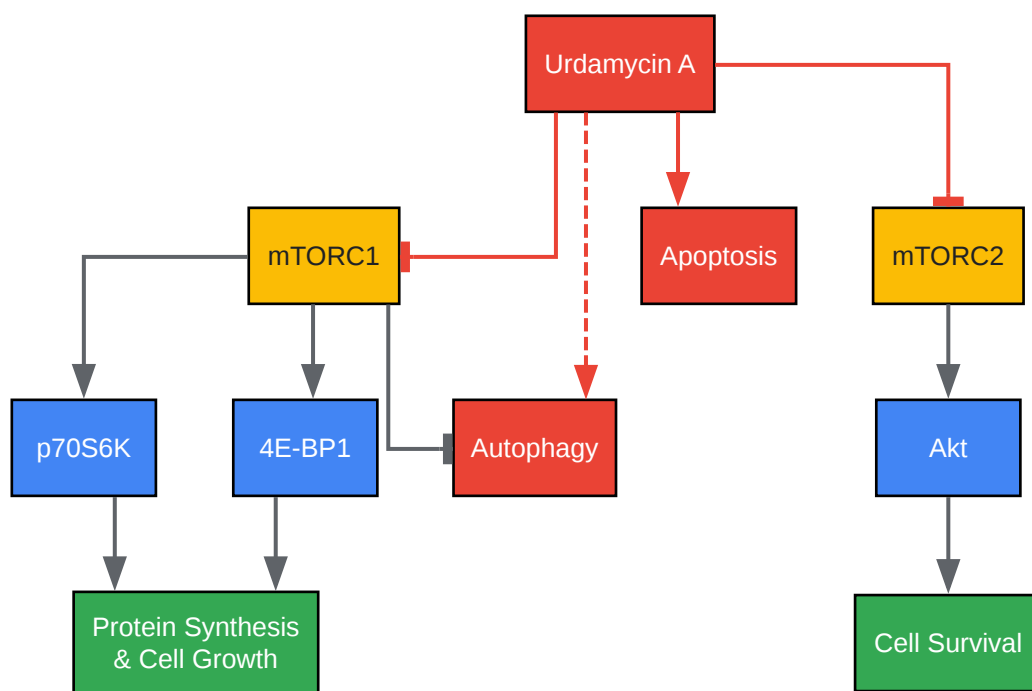 Urdamycin A
mTORC1
Apoptosis
mTORC2
p70S6K
4E-BP1
Autophagy
Akt
Protein Synthesis
& Cell Growth
Cell Survival